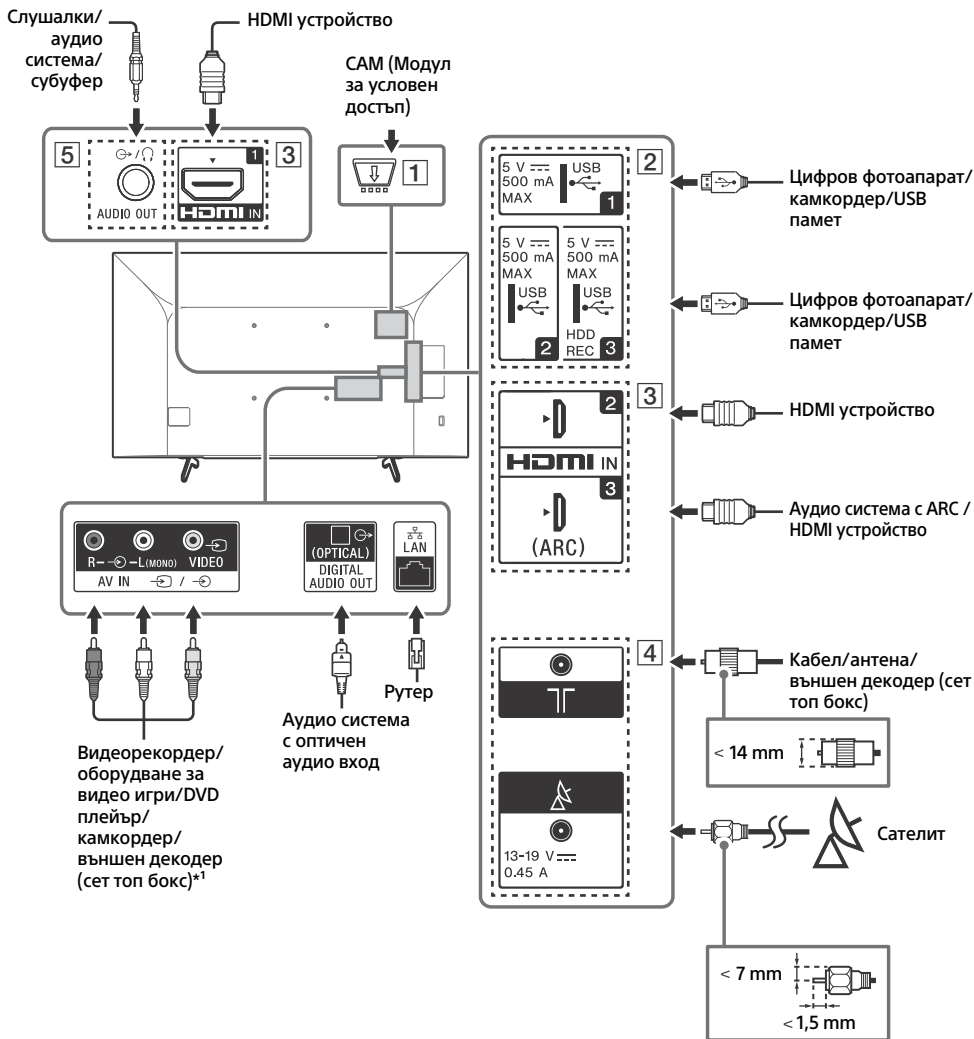 Слушалки/
аудио
система/
субуфер
HDMI устройство
CAM (Модул
за условен
достъп)
5
AUDIO OUT
1
3
HDMI IN
1
5 V
500 mA
MAX
USB
1
2
5 V
500 mA
MAX
USB
2
5 V
500 mA
MAX
USB
HDD
REC 3
Цифров фотоапарат/
камкордер/USB
памет
Цифров фотоапарат/
камкордер/USB
памет
2
3
HDMI IN
3
(ARC)
HDMI устройство
Аудио система с ARC /
HDMI устройство
R L(MONO) VIDEO
AV IN /
(OPTICAL)
DIGITAL
AUDIO OUT
LAN
Видеорекордер/
оборудване за
видео игри/DVD
плейър/
камкордер/
външен декодер
(сет топ бокс)*1
Аудио система
с оптичен
аудио вход
Рутер
4
Кабел/антена/
външен декодер (сет
топ бокс)
< 14 mm
13-19 V
0.45 A
Сателит
< 7 mm
< 1,5 mm